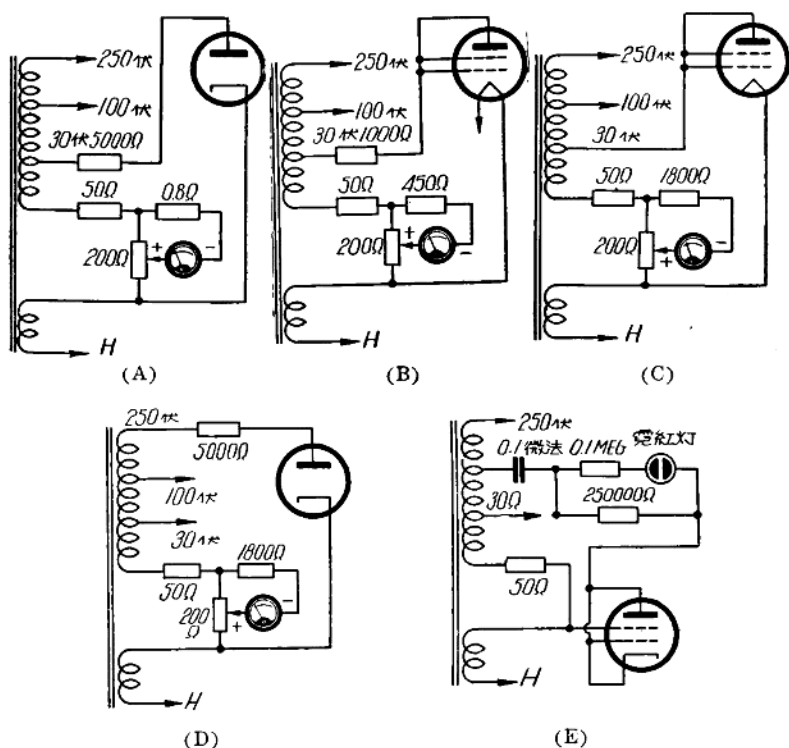 250伏
100伏
30伏 5000Ω
50Ω
0.8Ω
200Ω
+
-
H
(A)
250伏
100伏
30伏 1000Ω
50Ω
450Ω
200Ω
+
-
H
(B)
250伏
100伏
30伏
50Ω
1800Ω
200Ω
+
-
H
(C)
250伏
5000Ω
100伏
30伏
50Ω
1800Ω
200
Ω
+
-
H
(D)
250伏
0.1微法
0.1MEG
霓紅灯
30Ω
250000Ω
50Ω
H
(E)